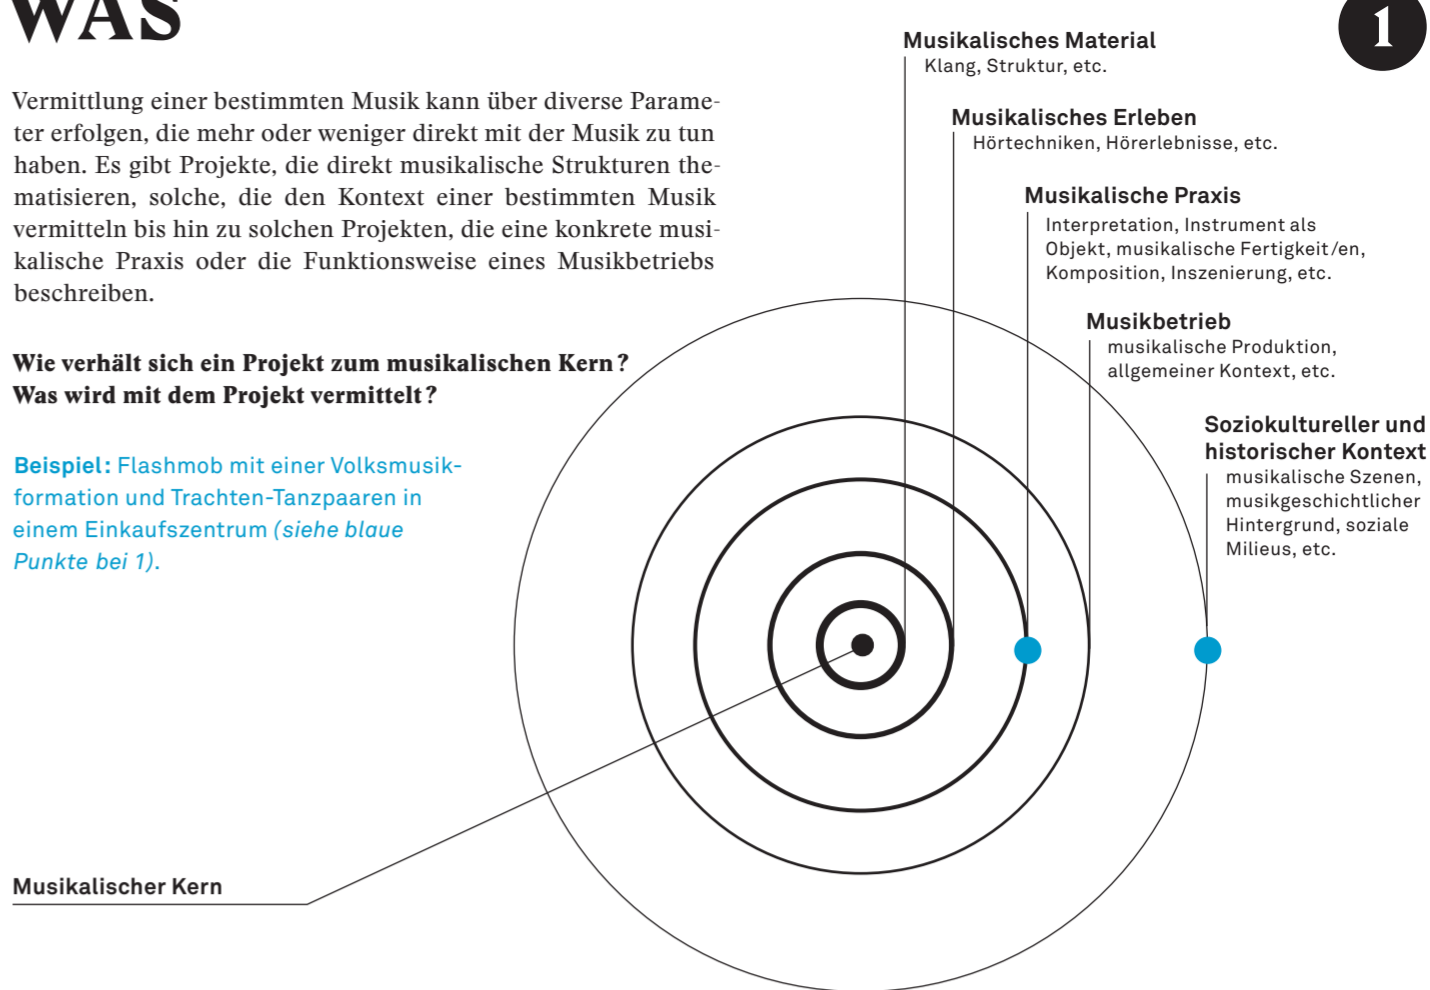 WAS
1
Vermittlung einer bestimmten Musik kann über diverse Parame-
ter erfolgen, die mehr oder weniger direkt mit der Musik zu tun
haben. Es gibt Projekte, die direkt musikalische Strukturen the-
matisieren, solche, die den Kontext einer bestimmten Musik
vermitteln bis hin zu solchen Projekten, die eine konkrete musi-
kalische Praxis oder die Funktionsweise eines Musikbetriebs
beschreiben.
Wie verhält sich ein Projekt zum musikalischen Kern?
Was wird mit dem Projekt vermittelt?
Beispiel: Flashmob mit einer Volksmusik-
formation und Trachten-Tanzpaaren in
einem Einkaufszentrum (siehe blaue
Punkte bei 1).
Musikalisches Material
Klang, Struktur, etc.
Musikalisches Erleben
Hörtechniken, Hörerlebnisse, etc.
Musikalische Praxis
Interpretation, Instrument als
Objekt, musikalische Fertigkeit/en,
Komposition, Inszenierung, etc.
Musikbetrieb
musikalische Produktion,
allgemeiner Kontext, etc.
Soziokultureller und
historischer Kontext
musikalische Szenen,
musikgeschichtlicher
Hintergrund, soziale
Milieus, etc.
Musikalischer Kern